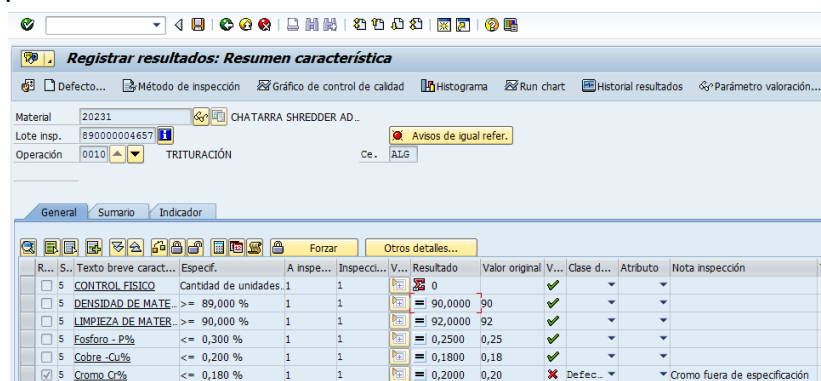 Registrar resultados: Resumen característica
Defecto... Método de inspección Gráfico de control de calidad Histograma Run chart Historial resultados Parámetro valoración...
Material 20231 CHATARRA SHREDDER AD..
Lote insp. 890000004657 Avisos de igual refer.
Operación 0010 TRITURACIÓN Ce. ALG
General Sumario Indicador
Forzar Otros detalles...
R... S.. Texto breve caract... Especif. A inspe... Inspecci... V... Resultado Valor original V... Clase d... Atributo Nota inspección
5 CONTROL FISICO Cantidad de unidades.. 1 1 0
5 DENSIDAD DE MATE.. >= 89,000 % 1 1 90,0000 90
5 LIMPIEZA DE MATER.. >= 90,000 % 1 1 92,0000 92
5 Fosforo - P% <= 0,300 % 1 1 0,2500 0,25
5 Cobre -Cu% <= 0,200 % 1 1 0,1800 0,18
5 Cromo Cr% <= 0,180 % 1 1 0,2000 0,20 Defec... Cromo fuera de especificación